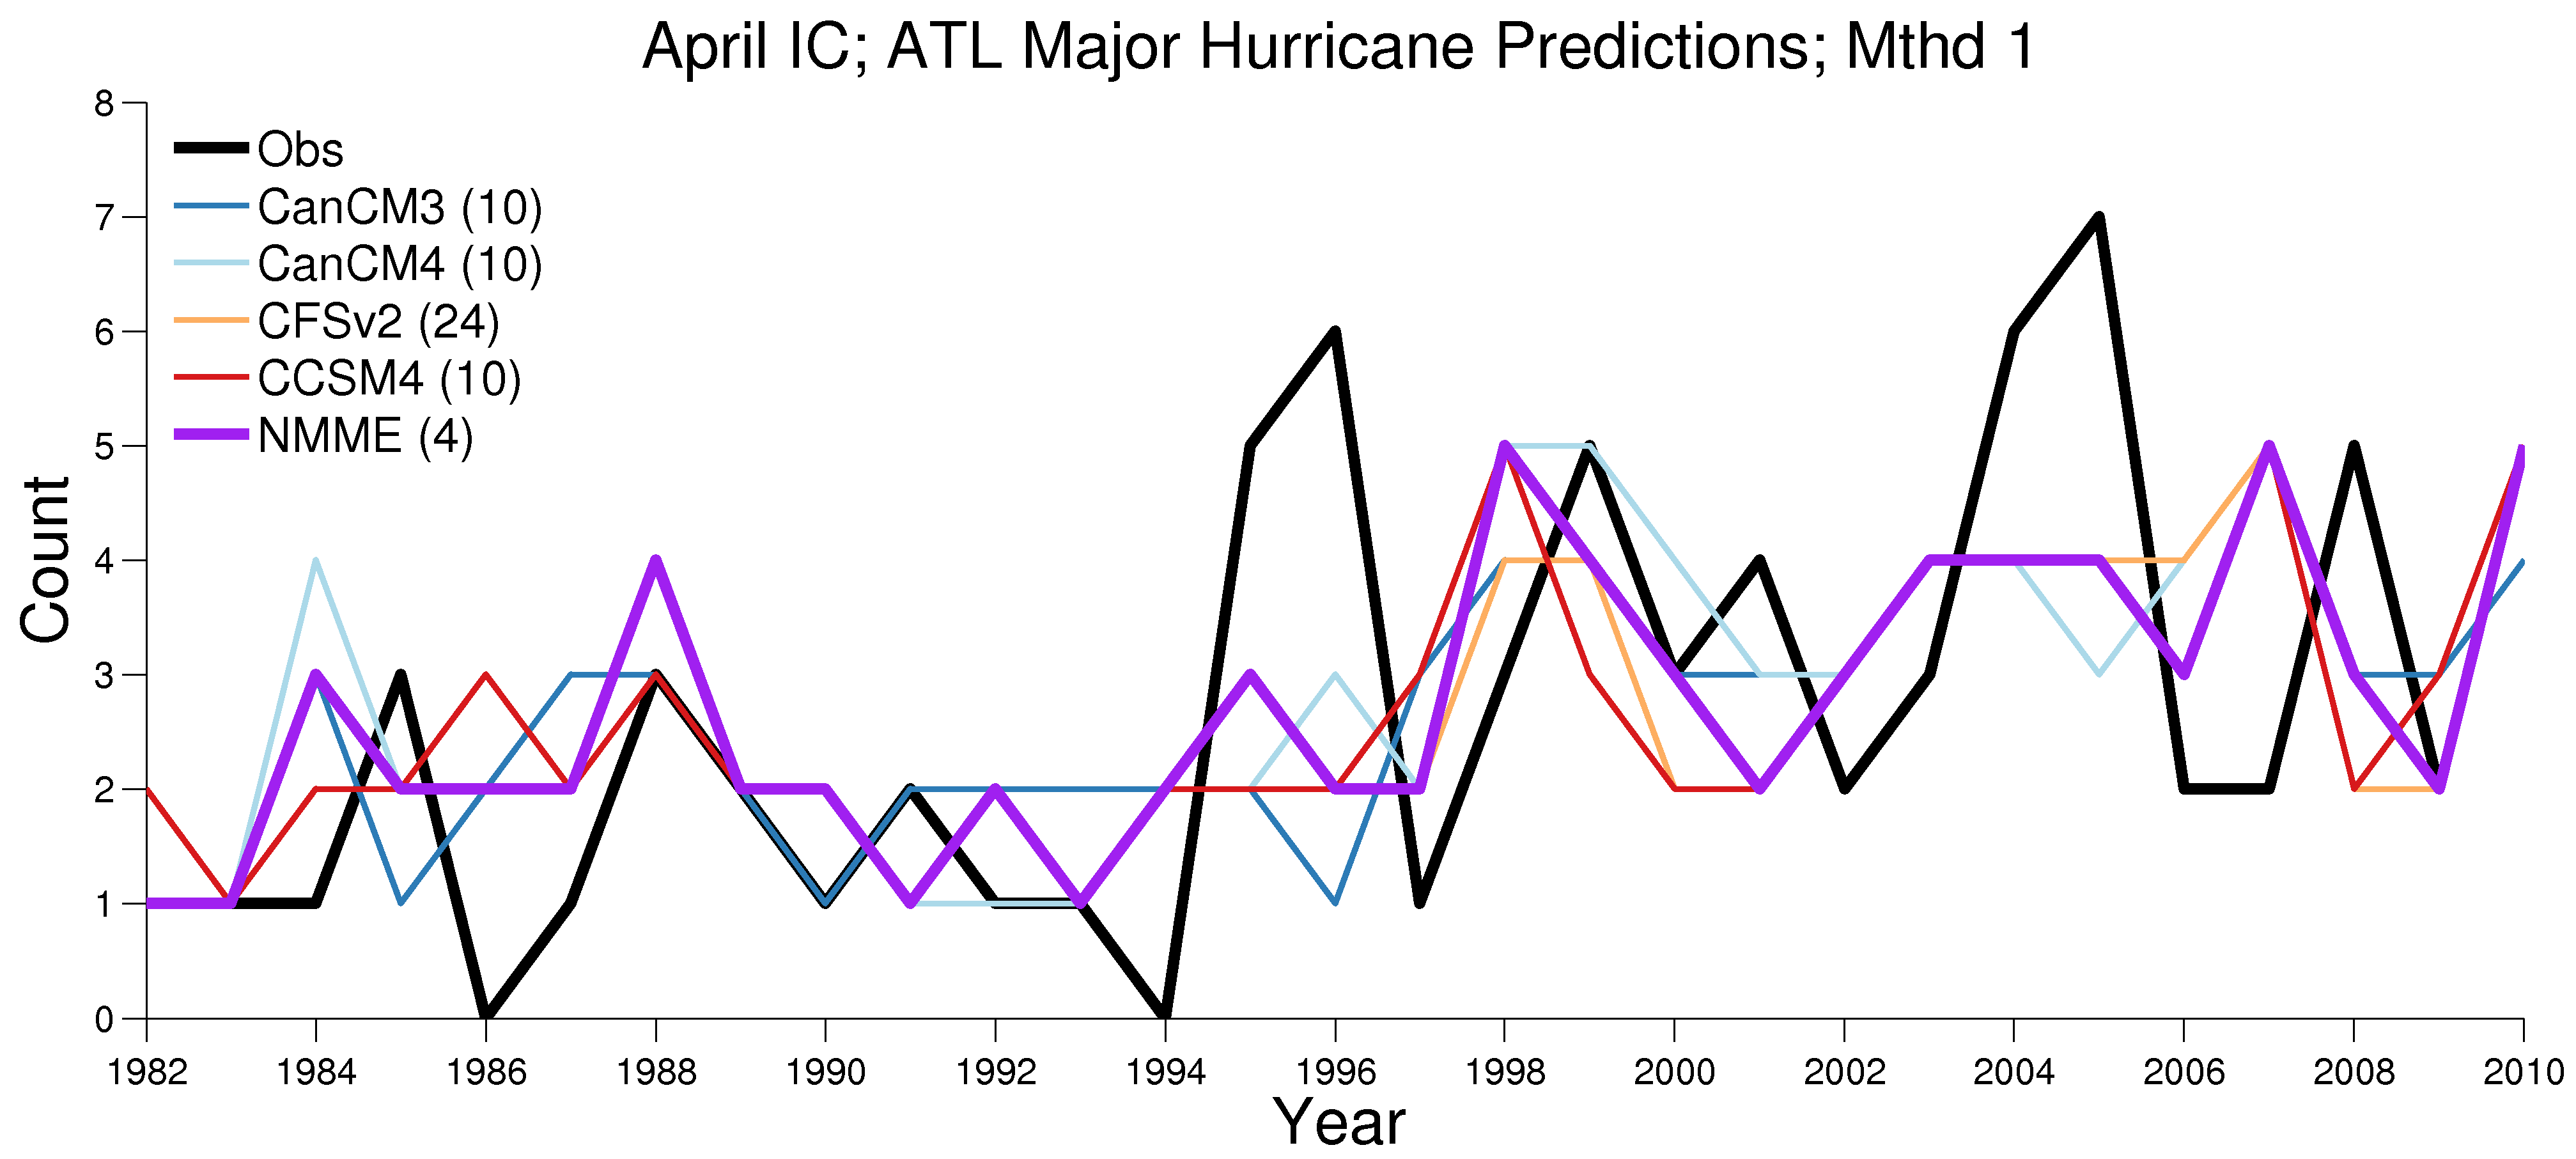 April IC; ATL Major Hurricane Predictions; Mthd 1
8
7
6
5
4
3
2
1
0
Count
Obs
CanCM3 (10)
CanCM4 (10)
CFSv2 (24)
CCSM4 (10)
NMME (4)
1982 1984 1986 1988 1990 1992 1994 1996 1998 2000 2002 2004 2006 2008 2010
Year